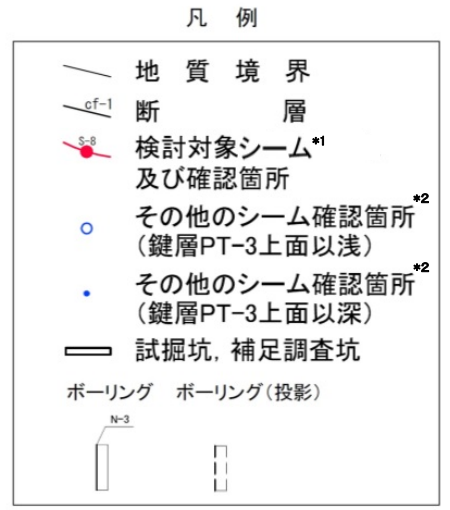 凡 例
地 質 境 界
cf-1 断 層
S-8 検討対象シーム*1
及び確認箇所
その他のシーム確認箇所*2
（鍵層PT-3上面以浅）
その他のシーム確認箇所*2
（鍵層PT-3上面以深）
試掘坑，補足調査坑
ボーリング ボーリング（投影）
N-3